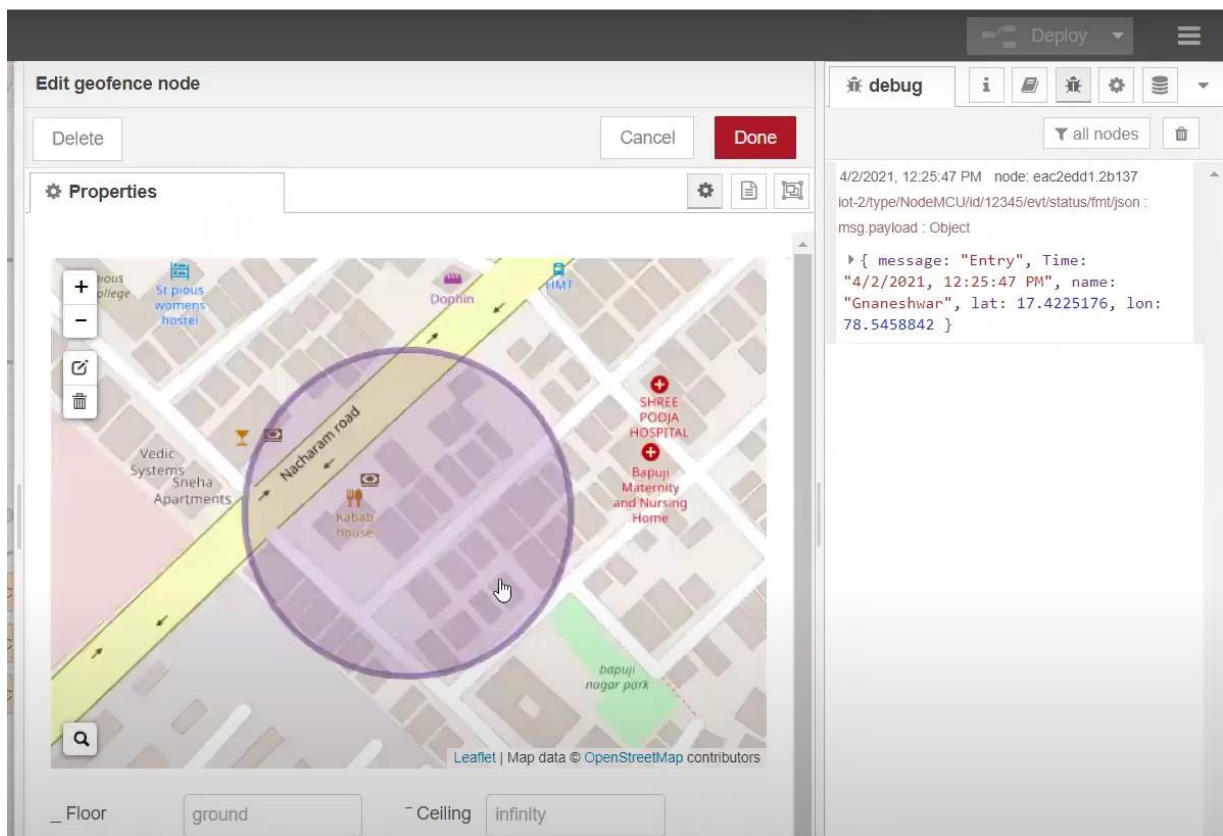 Deploy
Edit geofence node
Delete
Cancel
Done
Properties
+
−
St pious
womens
hostel
Dophin
HMT
SHREE
POOJA
HOSPITAL
Bapuji
Maternity
and Nursing
Home
Nacharam road
Vedic
Systems
Sneha
Apartments
Kabab
house
bapuji
nagar park
Leaflet | Map data © OpenStreetMap contributors
_ Floor
ground
‾ Ceiling
infinity
debug
i
all nodes
4/2/2021, 12:25:47 PM node: eac2edd1.2b137
iot-2/type/NodeMCU/id/12345/evt/status/fmt/json :
msg.payload : Object
{ message: "Entry", Time:
"4/2/2021, 12:25:47 PM", name:
"Gnaneshwar", lat: 17.4225176, lon:
78.5458842 }